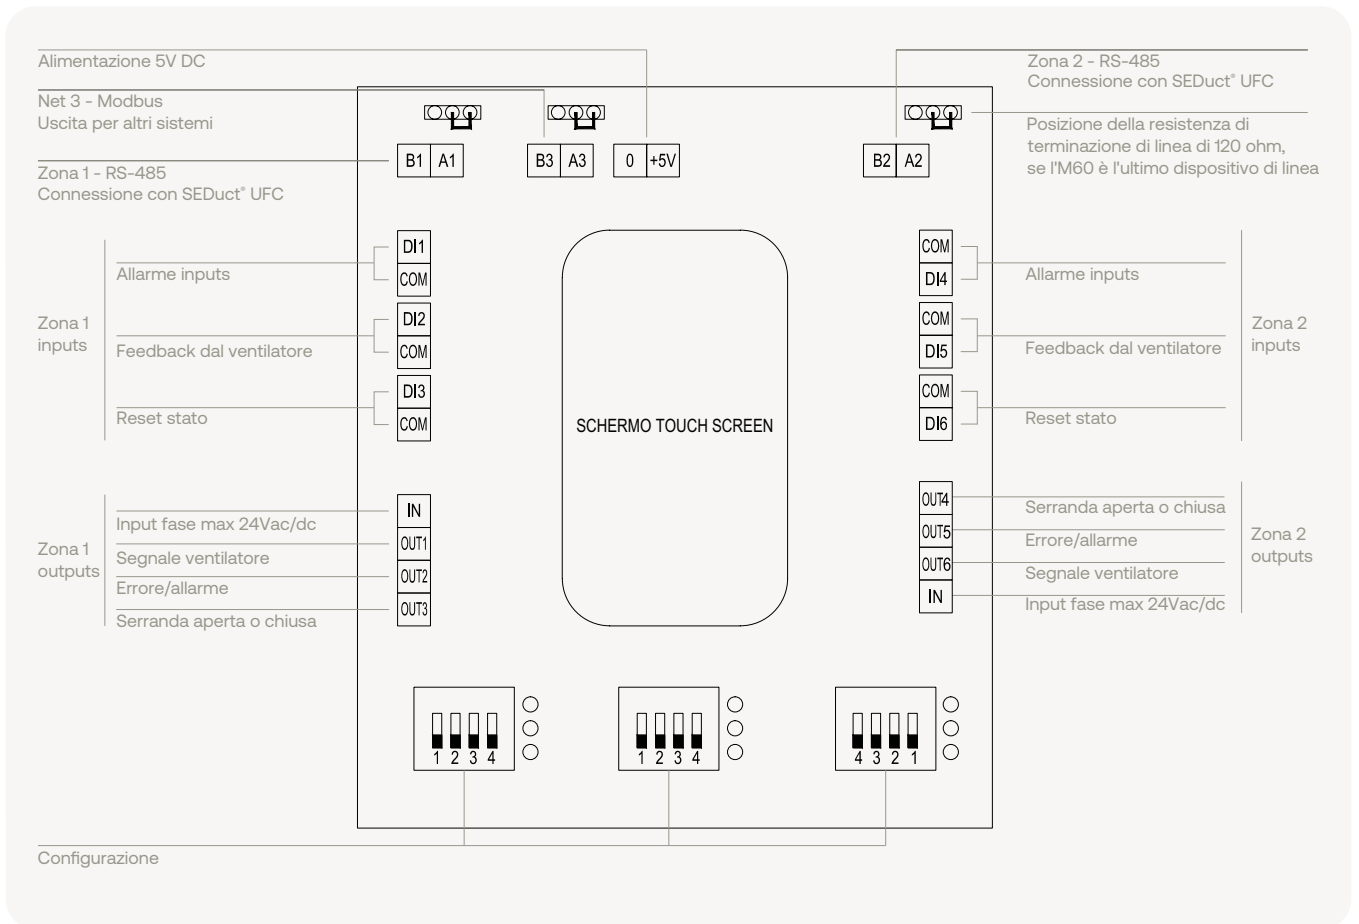 Alimentazione 5V DC
Zona 2 - RS-485
Connessione con SEDuct® UFC
Net 3 - Modbus
Uscita per altri sistemi
Posizione della resistenza di
terminazione di linea di 120 ohm,
se l'M60 è l'ultimo dispositivo di linea
B1 A1
B3 A3
0 +5V
B2 A2
Zona 1 - RS-485
Connessione con SEDuct® UFC
Zona 1
inputs
Allarme inputs
Feedback dal ventilatore
Reset stato
DI1
COM
DI2
COM
DI3
COM
SCHERMO TOUCH SCREEN
COM
DI4
COM
DI5
COM
DI6
Allarme inputs
Feedback dal ventilatore
Reset stato
Zona 2
inputs
Zona 1
outputs
Input fase max 24Vac/dc
Segnale ventilatore
Errore/allarme
Serranda aperta o chiusa
IN
OUT1
OUT2
OUT3
OUT4
OUT5
OUT6
IN
Serranda aperta o chiusa
Errore/allarme
Segnale ventilatore
Input fase max 24Vac/dc
Zona 2
outputs
1 2 3 4
1 2 3 4
4 3 2 1
Configurazione